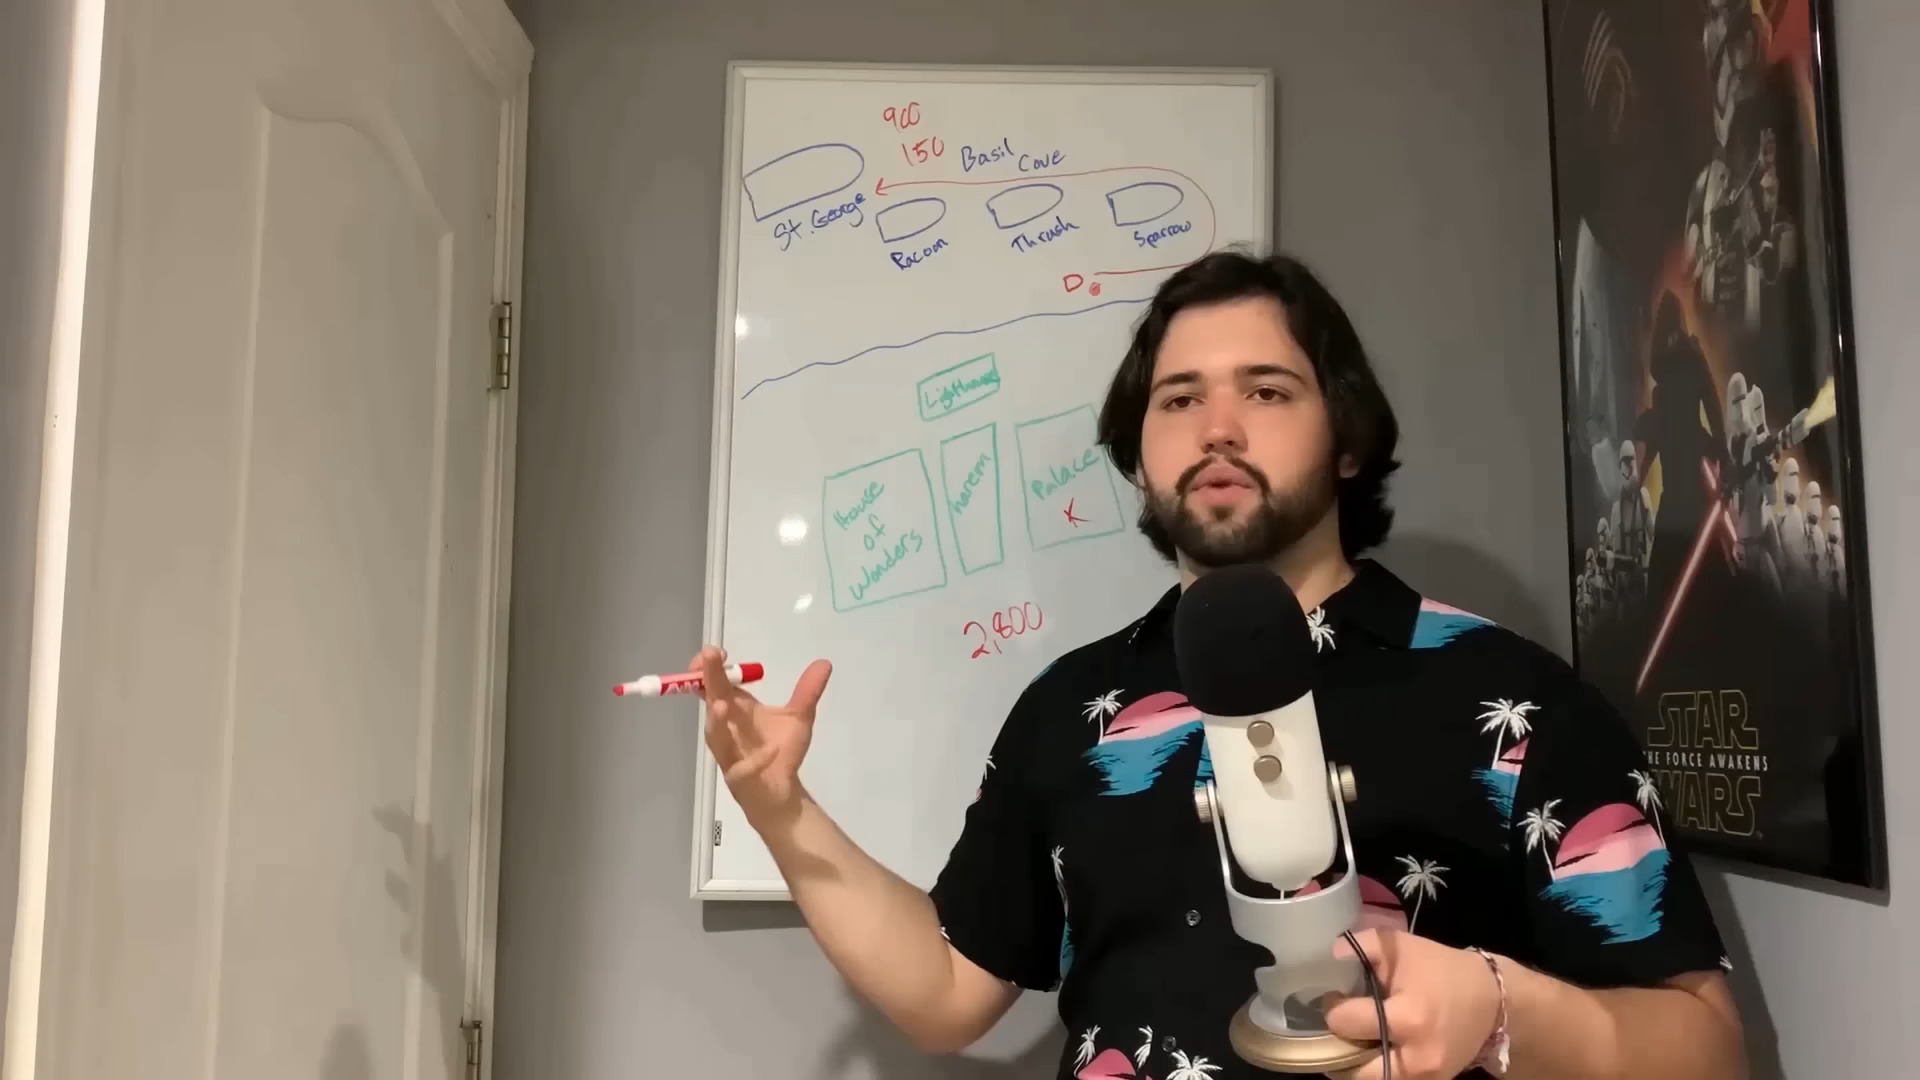 900
150
Basil Cove
St. George
Racoon
Thrush
Sparrow
D
Lighthouse
House
of
Wonders
harem
Palace
K
2,800
STAR
THE FORCE AWAKENS
WARS